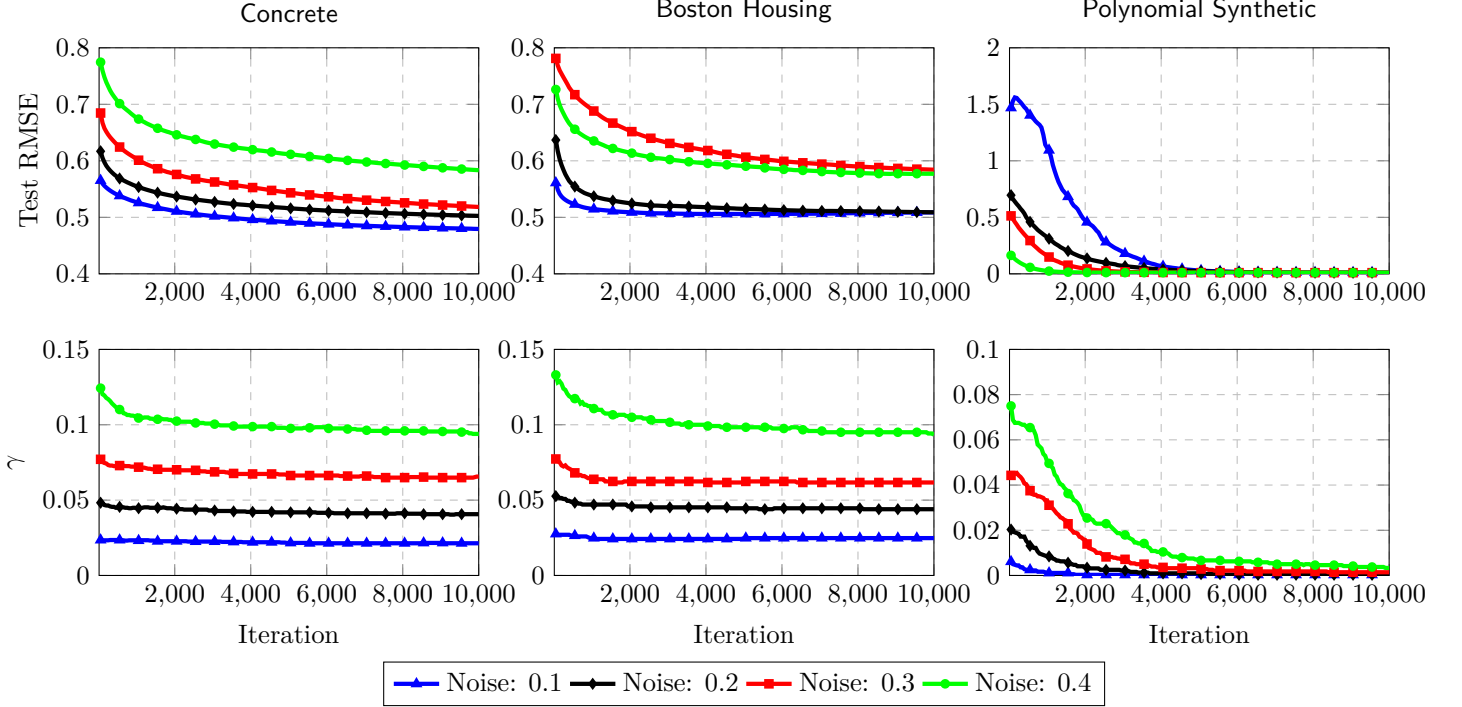 Concrete
Boston Housing
Polynomial Synthetic
Test RMSE
0.8
0.7
0.6
0.5
0.4
2,000 4,000 6,000 8,000 10,000
0.8
0.7
0.6
0.5
0.4
2,000 4,000 6,000 8,000 10,000
2
1.5
1
0.5
0
2,000 4,000 6,000 8,000 10,000
γ
0.15
0.1
0.05
0
2,000 4,000 6,000 8,000 10,000
Iteration
0.15
0.1
0.05
0
2,000 4,000 6,000 8,000 10,000
Iteration
0.1
0.08
0.06
0.04
0.02
0
2,000 4,000 6,000 8,000 10,000
Iteration
Noise: 0.1 Noise: 0.2 Noise: 0.3 Noise: 0.4